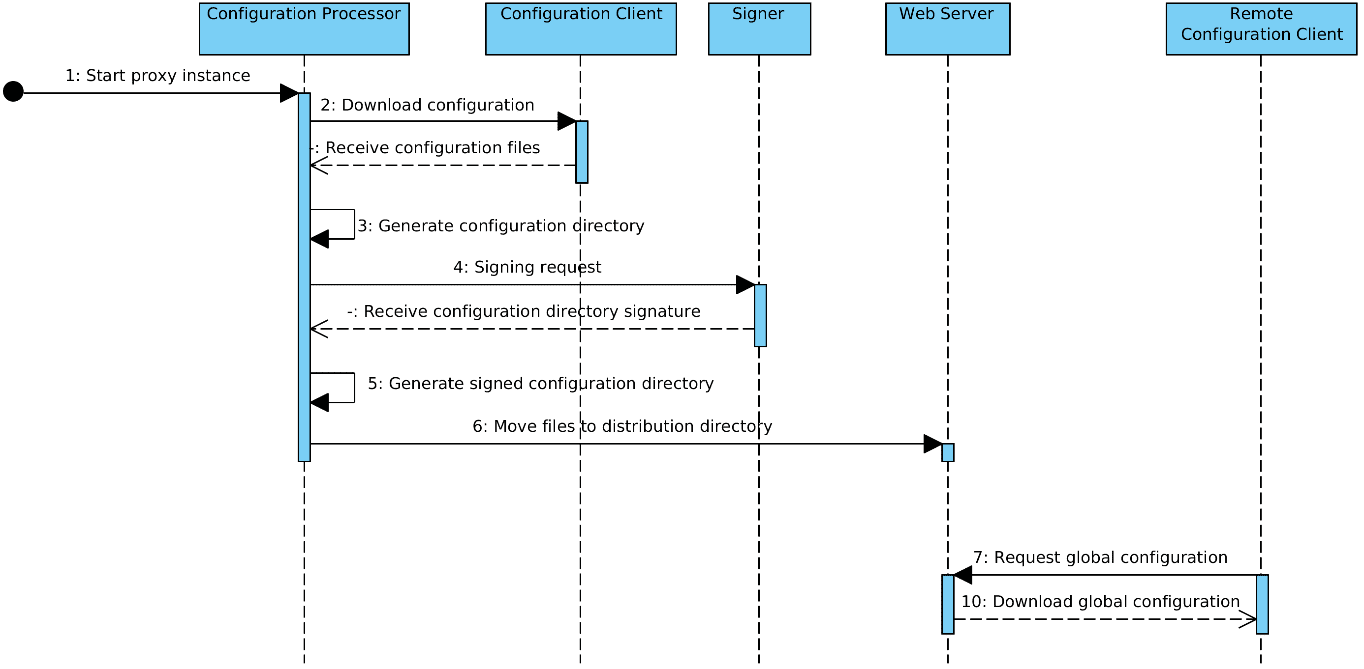 Configuration Processor
Configuration Client
Signer
Web Server
Remote
Configuration Client
1: Start proxy instance
2: Download configuration
-: Receive configuration files
3: Generate configuration directory
4: Signing request
-: Receive configuration directory signature
5: Generate signed configuration directory
6: Move files to distribution directory
7: Request global configuration
10: Download global configuration